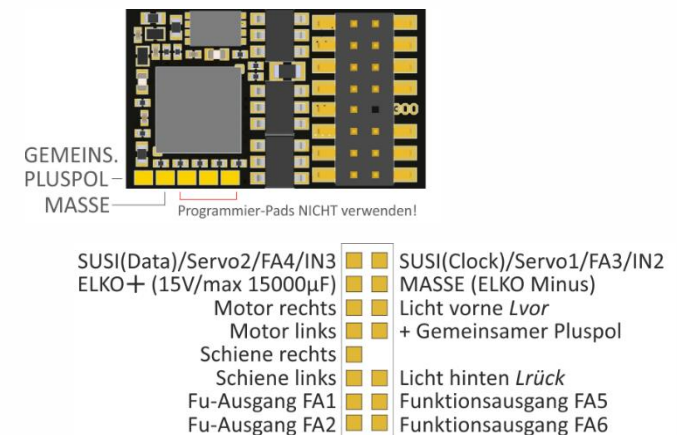 300
GEMEINS.
PLUSPOL
MASSE
Programmier-Pads NICHT verwenden!
SUSI(Data)/Servo2/FA4/IN3 SUSI(Clock)/Servo1/FA3/IN2
ELKO+ (15V/max 15000µF) MASSE (ELKO Minus)
Motor rechts Licht vorne Lvor
Motor links + Gemeinsamer Pluspol
Schiene rechts
Schiene links Licht hinten Lrück
Fu-Ausgang FA1 Funktionsausgang FA5
Fu-Ausgang FA2 Funktionsausgang FA6